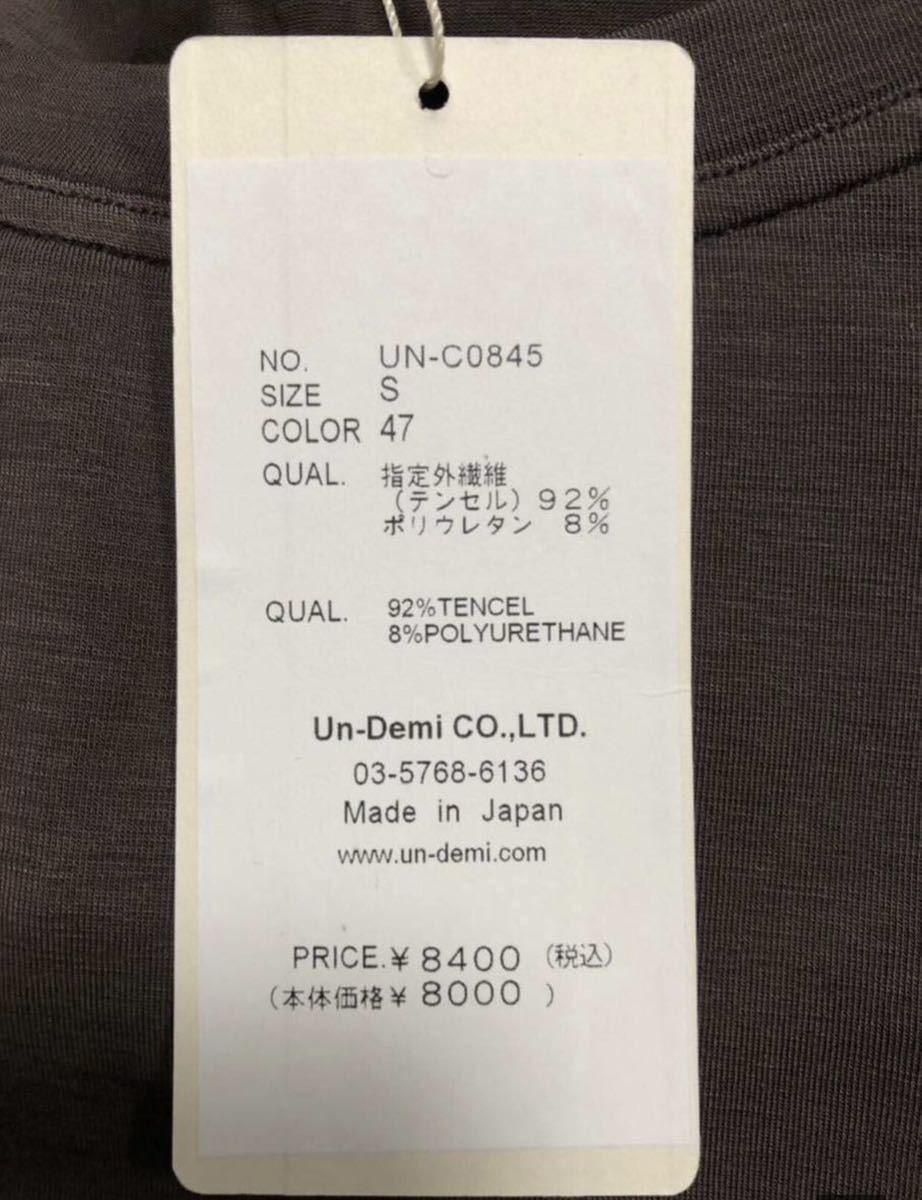 NO. UN-C0845
SIZE S
COLOR 47
QUAL. 指定外繊維
（テンセル）92%
ポリウレタン 8%
QUAL. 92%TENCEL
8%POLYURETHANE
Un-Demi CO.,LTD.
03-5768-6136
Made in Japan
www.un-demi.com
PRICE.¥8400（税込）
（本体価格¥8000）